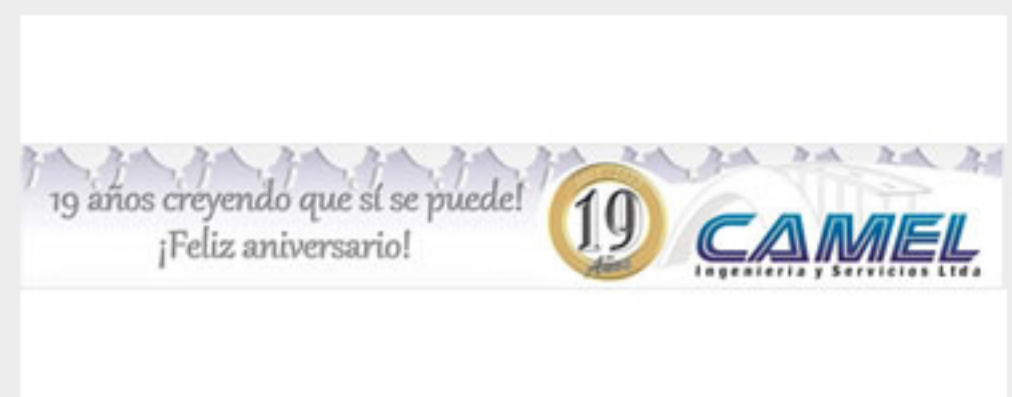 19 años creyendo que sí se puede!
¡Feliz aniversario!
19
Años
CAMEL
Ingeniería y Servicios Ltda